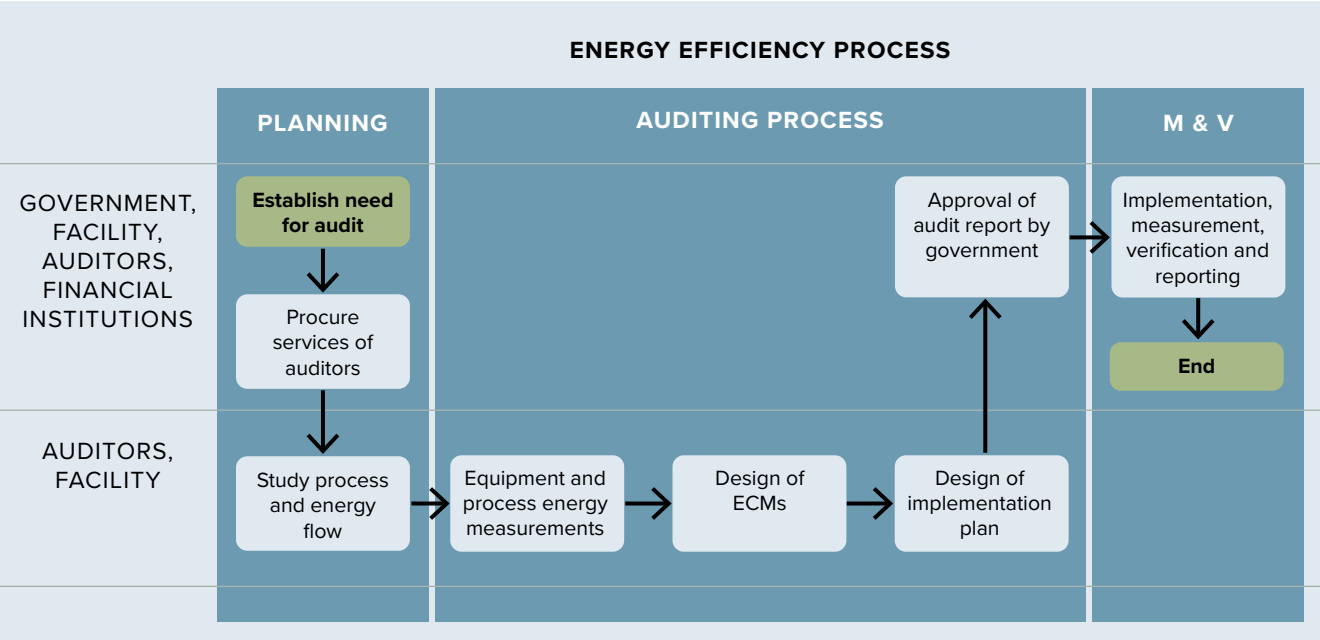 ENERGY EFFICIENCY PROCESS
PLANNING
AUDITING PROCESS
M & V
GOVERNMENT,
FACILITY,
AUDITORS,
FINANCIAL
INSTITUTIONS
Establish need
for audit
Procure
services of
auditors
Approval of
audit report by
government
Implementation,
measurement,
verification and
reporting
End
AUDITORS,
FACILITY
Study process
and energy
flow
Equipment and
process energy
measurements
Design of
ECMs
Design of
implementation
plan